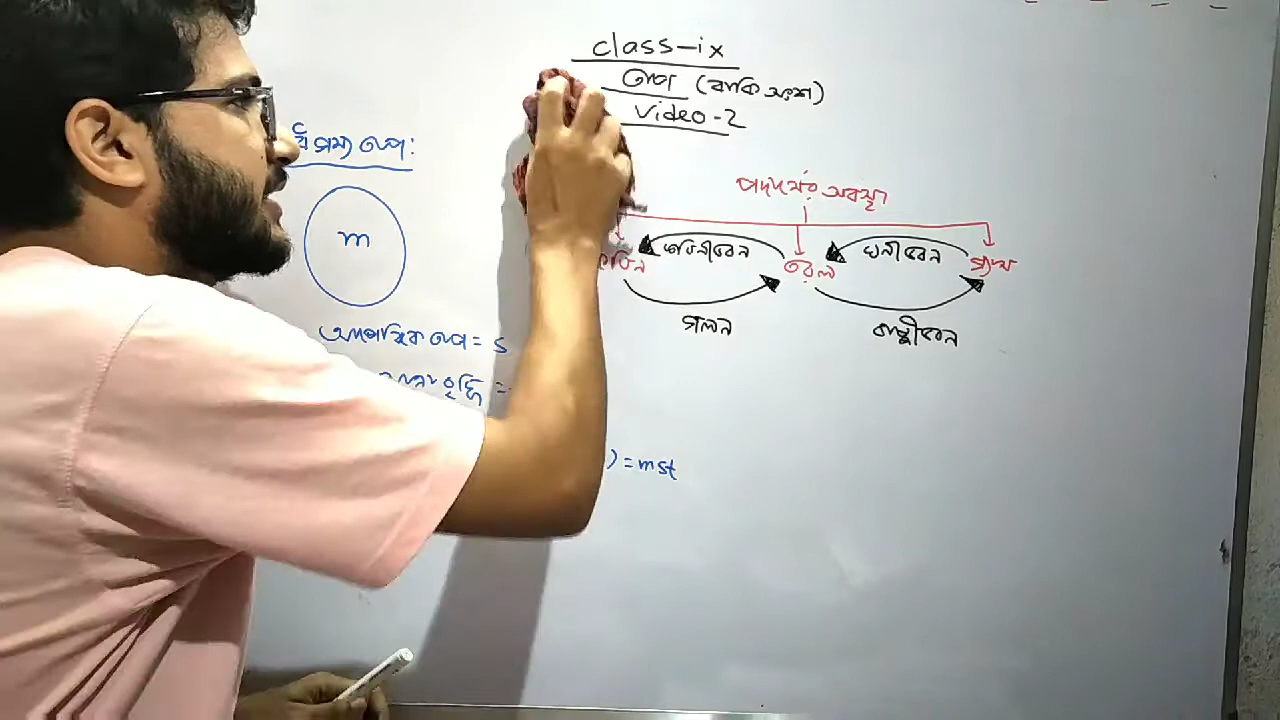 class-ix
তাপ (বাকি অংশ)
video-2
গ্রাহ্য তাপ:
m
পদার্থের অবস্থা
কঠিন
কঠিনীভবন
তরল
ঘনীভবন
গলন
বাষ্পীভবন
আপেক্ষিক তাপ = s
বৃদ্ধি =
) = mst